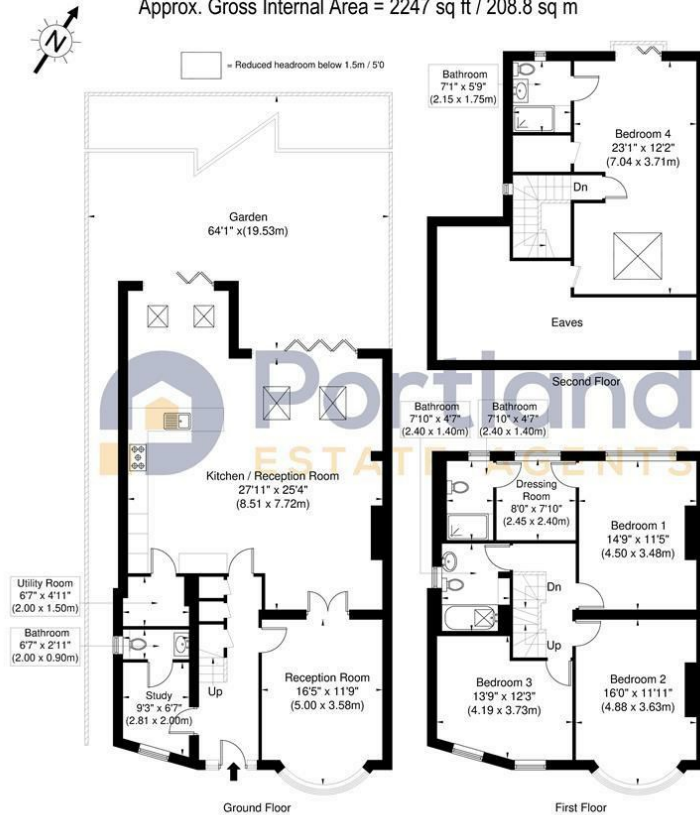 Approx. Gross Internal Area = 2247 sq ft / 208.8 sq m
N
= Reduced headroom below 1.5m / 5'0
Bathroom
7'1" x 5'9"
(2.15 x 1.75m)
Bedroom 4
23'1" x 12'2"
(7.04 x 3.71m)
Dn
Eaves
Second Floor
Garden
64'1" x(19.53m)
Portland
ESTATE AGENTS
Kitchen / Reception Room
27'11" x 25'4"
(8.51 x 7.72m)
Utility Room
6'7" x 4'11"
(2.00 x 1.50m)
Bathroom
6'7" x 2'11"
(2.00 x 0.90m)
Study
9'3" x 6'7"
(2.81 x 2.00m)
Up
Reception Room
16'5" x 11'9"
(5.00 x 3.58m)
Ground Floor
Bathroom
7'10" x 4'7"
(2.40 x 1.40m)
Bathroom
7'10" x 4'7"
(2.40 x 1.40m)
Dressing
Room
8'0" x 7'10"
(2.45 x 2.40m)
Bedroom 1
14'9" x 11'5"
(4.50 x 3.48m)
Dn
Up
Bedroom 3
13'9" x 12'3"
(4.19 x 3.73m)
Bedroom 2
16'0" x 11'11"
(4.88 x 3.63m)
First Floor